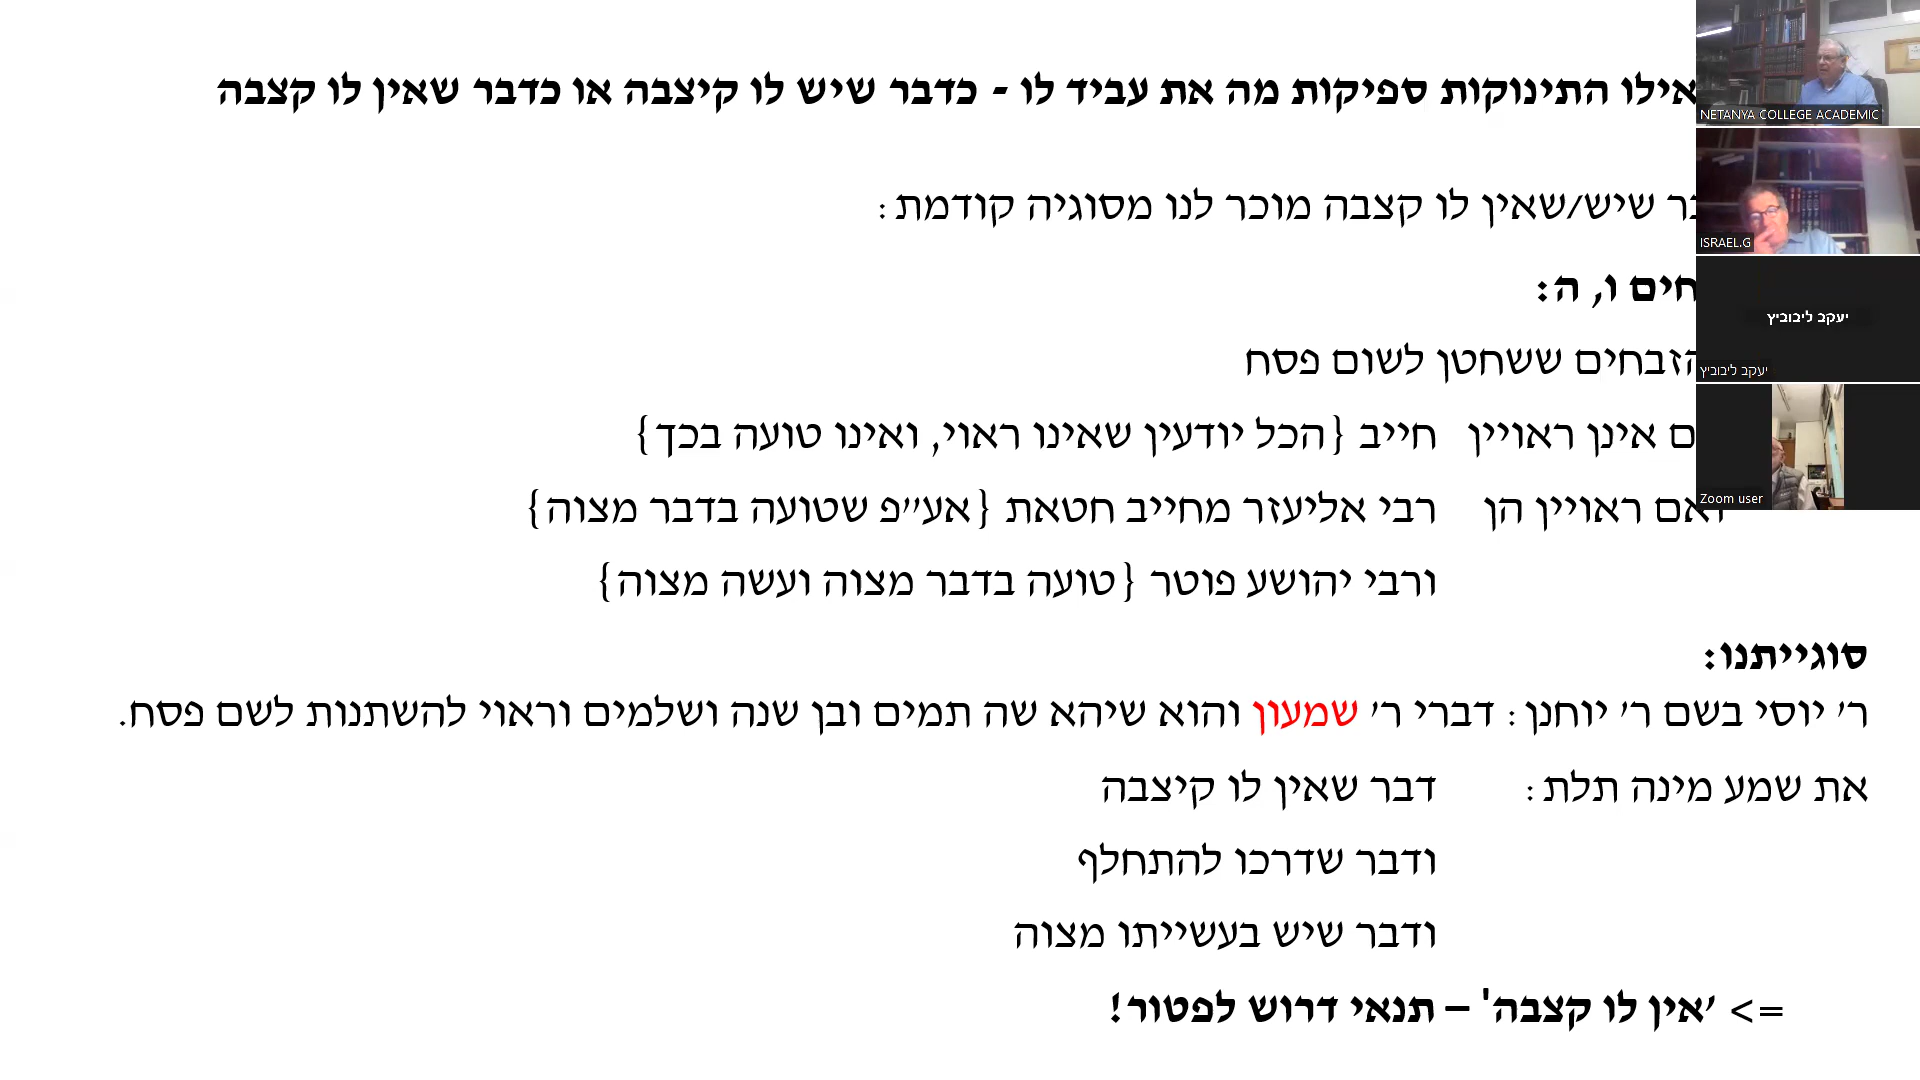 אילו התינוקות ספיקות מה את עביד לו - כדבר שיש לו קיצבה או כדבר שאין לו קצבה
שיש/שאין לו קצבה מוכר לנו מסוגיה קודמת:
ו, ה:
הזבחים ששחטן לשום פסח
אינן ראויין חייב {הכל יודעין שאינו ראוי, ואינו טועה בכך}
ואם ראויין הן רבי אליעזר מחייב חטאת {אע"פ שטועה בדבר מצוה}
ורבי יהושע פוטר {טועה בדבר מצוה ועשה מצוה}
סוגייתנו:
ר' יוסי בשם ר' יוחנן: דברי ר' שמעון והוא שיהא שה תמים ובן שנה ושלמים וראוי להשתנות לשם פסח.
את שמע מינה תלת: דבר שאין לו קיצבה
ודבר שדרכו להתחלף
ודבר שיש בעשייתו מצוה
=> 'אין לו קצבה' – תנאי דרוש לפטור!
NETANYA COLLEGE ACADEMIC
ISRAEL.G
יעקב ליבוביץ
יעקב ליבוביץ
Zoom user